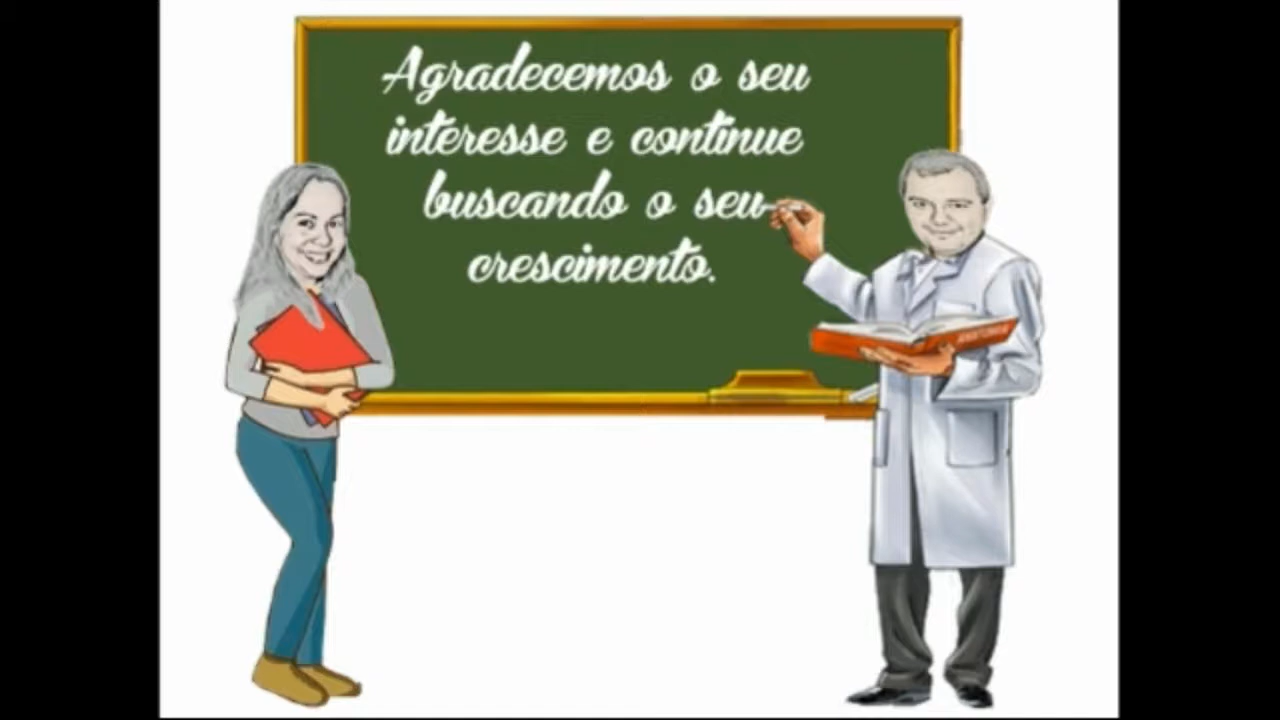 Agradecemos o seu
interesse e continue
buscando o seu
crescimento.